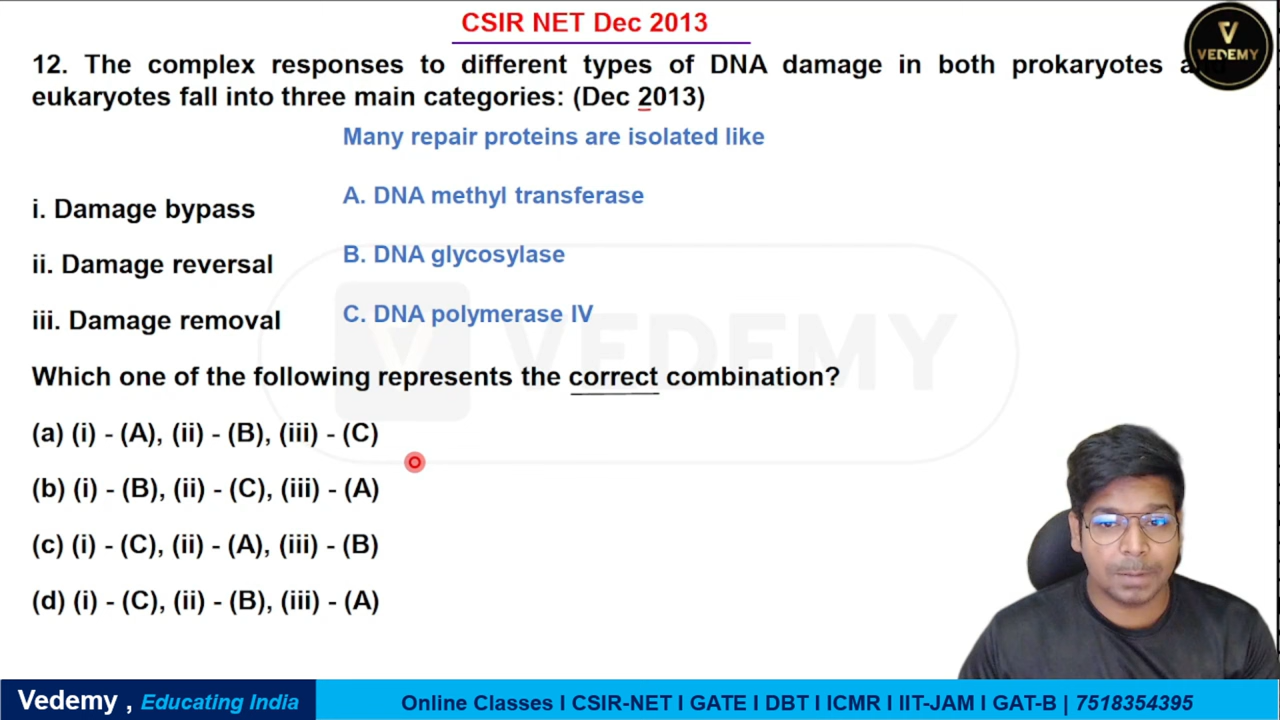 CSIR NET Dec 2013
VEDEMY
12. The complex responses to different types of DNA damage in both prokaryotes and
eukaryotes fall into three main categories: (Dec 2013)
Many repair proteins are isolated like
i. Damage bypass
A. DNA methyl transferase
ii. Damage reversal
B. DNA glycosylase
iii. Damage removal
C. DNA polymerase IV
VEDEMY
Which one of the following represents the correct combination?
(a) (i) - (A), (ii) - (B), (iii) - (C)
(b) (i) - (B), (ii) - (C), (iii) - (A)
(c) (i) - (C), (ii) - (A), (iii) - (B)
(d) (i) - (C), (ii) - (B), (iii) - (A)
Vedemy , Educating India
Online Classes I CSIR-NET I GATE I DBT I ICMR I IIT-JAM I GAT-B | 7518354395